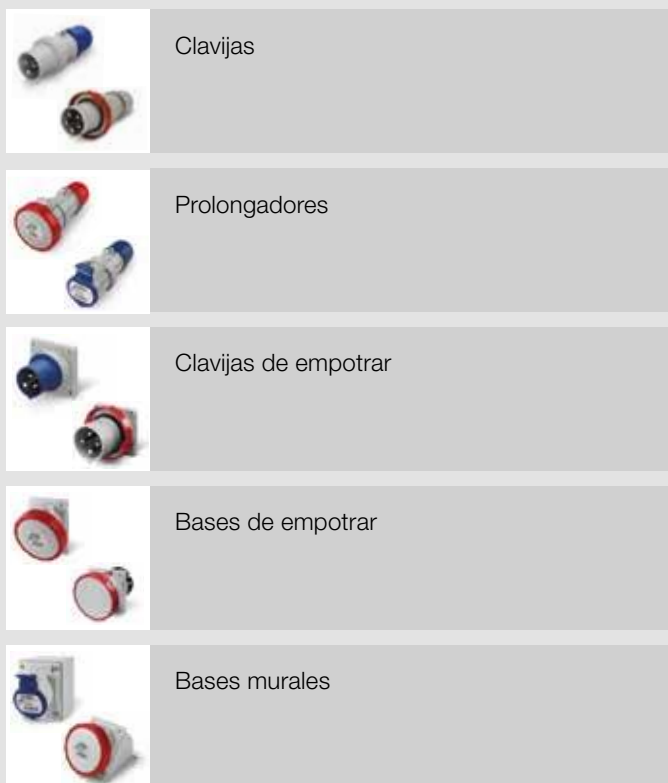 Clavijas
Prolongadores
Clavijas de empotrar
Bases de empotrar
Bases murales